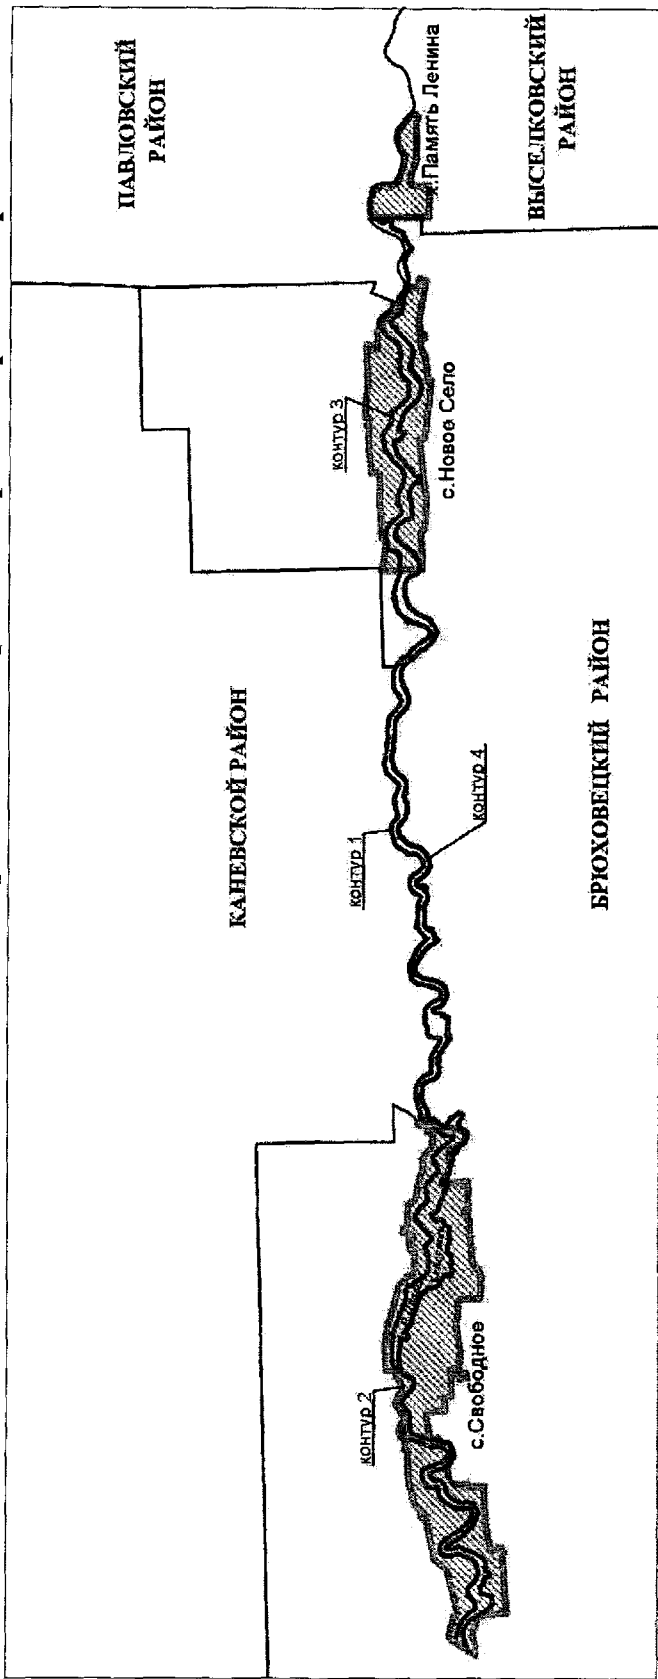 ПАВЛОВСКИЙ
РАЙОН
х.Память Ленина
ВЫСЕЛКОВСКИЙ
РАЙОН
контур 3
с.Новое Село
КАНЕВСКОЙ РАЙОН
контур 1
контур 4
БРЮХОВЕЦКИЙ РАЙОН
контур 2
с.Свободное